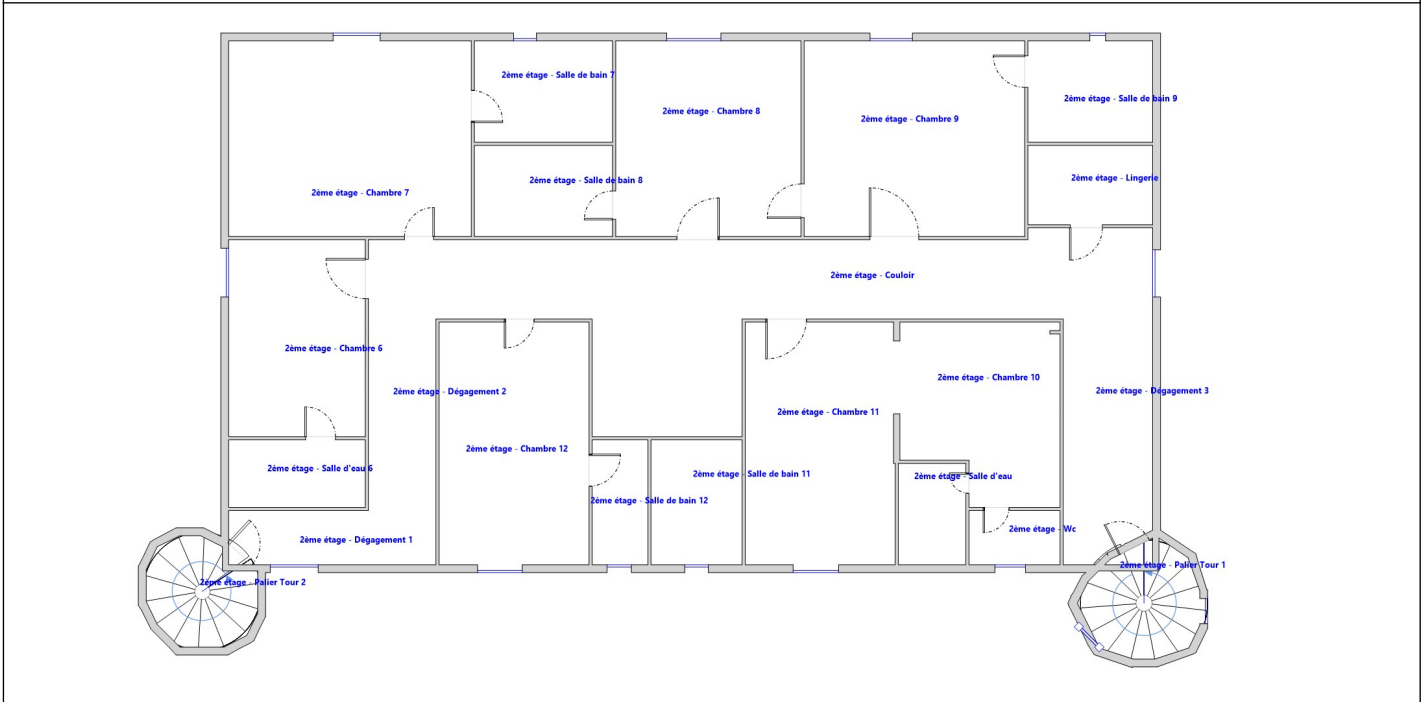 2ème étage - Salle de bain 7
2ème étage - Salle de bain 9
2ème étage - Chambre 8
2ème étage - Chambre 9
2ème étage - Lingerie
2ème étage - Salle de bain 8
2ème étage - Chambre 7
2ème étage - Couloir
2ème étage - Chambre 6
2ème étage - Chambre 10
2ème étage - Dégagement 2
2ème étage - Dégagement 3
2ème étage - Chambre 11
2ème étage - Chambre 12
2ème étage - Salle d'eau 6
2ème étage - Salle de bain 11
2ème étage - Salle d'eau
2ème étage - Salle de bain 12
2ème étage - Wc
2ème étage - Dégagement 1
2ème étage - Palier Tour 1
2ème étage - Palier Tour 2